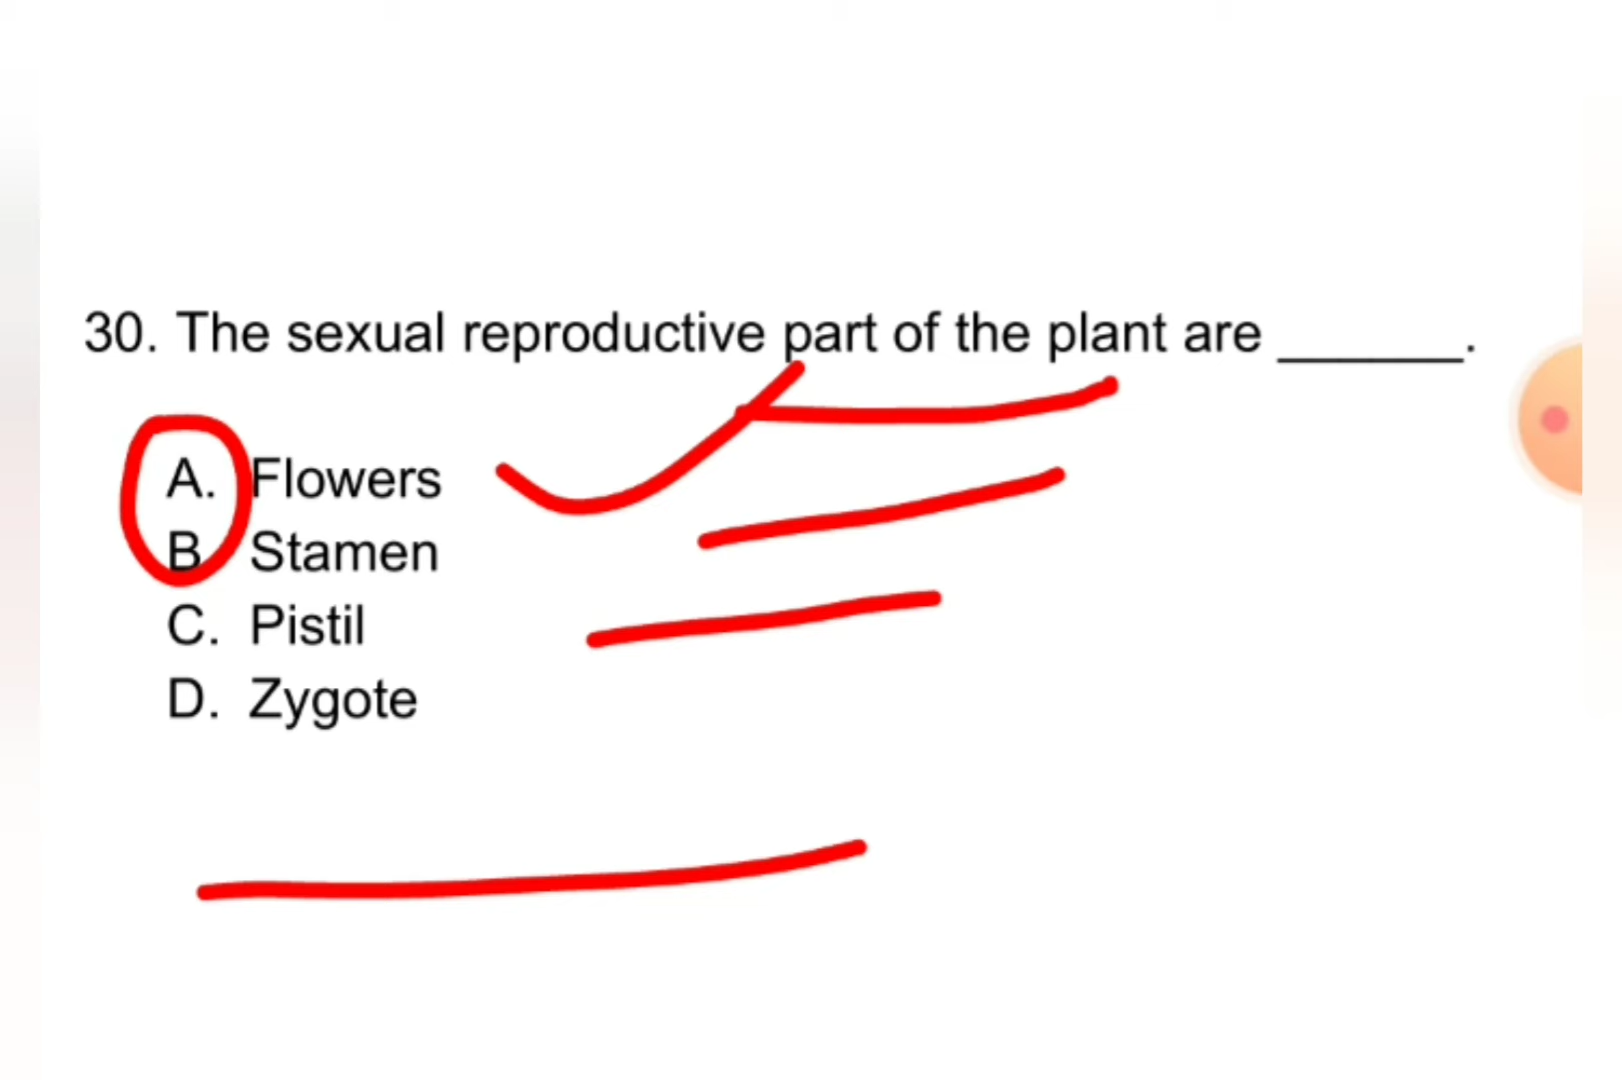 30. The sexual reproductive part of the plant are ______.
A. Flowers
B. Stamen
C. Pistil
D. Zygote